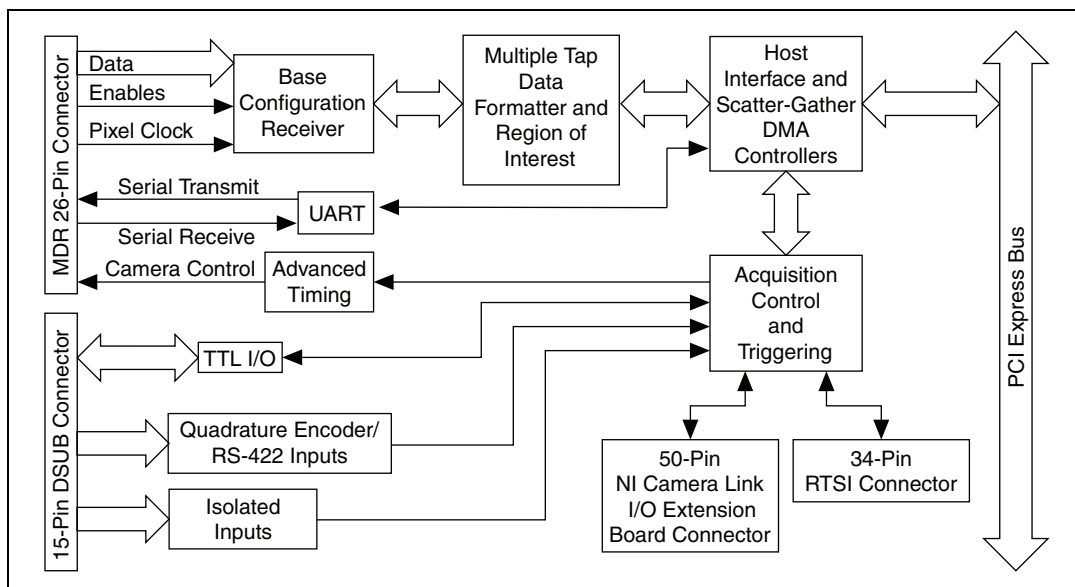 MDR 26-Pin Connector
Data
Enables
Pixel Clock
Base
Configuration
Receiver
Multiple Tap
Data
Formatter and
Region of
Interest
Host
Interface and
Scatter-Gather
DMA
Controllers
Serial Transmit
UART
Serial Receive
Camera Control
Advanced
Timing
Acquisition
Control
and
Triggering
PCI Express Bus
15-Pin DSUB Connector
TTL I/O
Quadrature Encoder/
RS-422 Inputs
Isolated
Inputs
50-Pin
NI Camera Link
I/O Extension
Board Connector
34-Pin
RTSI Connector